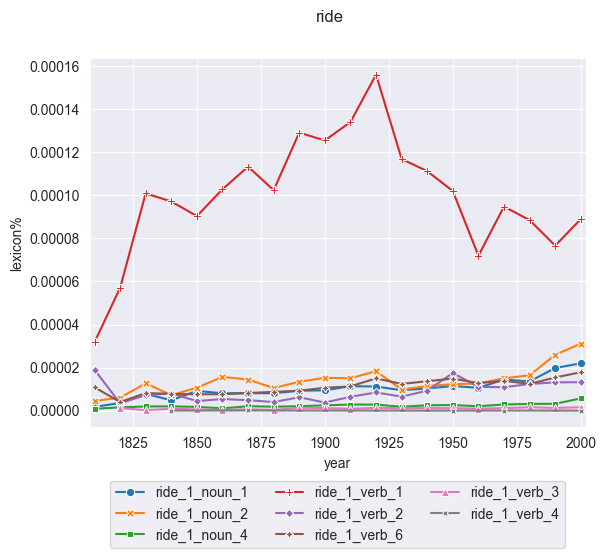 ride
0.00016
0.00014
0.00012
0.00010
0.00008
0.00006
0.00004
0.00002
0.00000
lexicon%
1825 1850 1875 1900 1925 1950 1975 2000
year
ride_1_noun_1 ride_1_verb_1 ride_1_verb_3
ride_1_noun_2 ride_1_verb_2 ride_1_verb_4
ride_1_noun_4 ride_1_verb_6